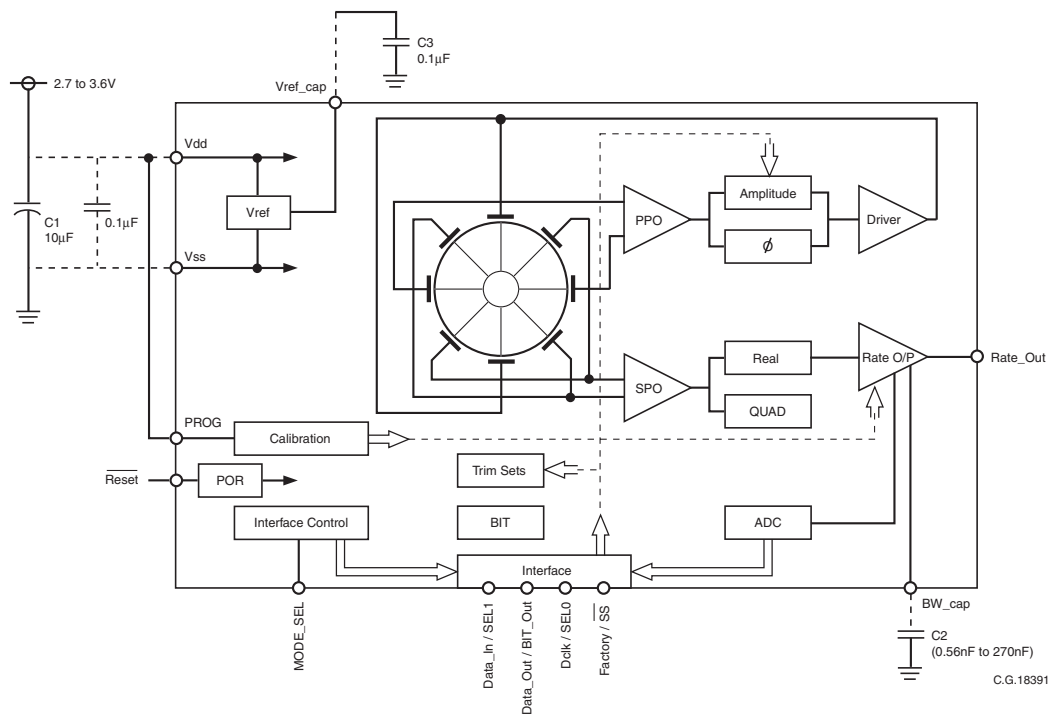 C3
0.1µF
2.7 to 3.6V
Vref_cap
Vdd
C1
10µF
0.1µF
Vref
Vss
PPO
Amplitude
ϕ
Driver
SPO
Real
QUAD
Rate O/P
Rate_Out
PROG
Calibration
Reset
POR
Trim Sets
Interface Control
BIT
ADC
Interface
MODE_SEL
Data_In / SEL1
Data_Out / BIT_Out
Dclk / SEL0
Factory / SS
BW_cap
C2
(0.56nF to 270nF)
C.G.18391